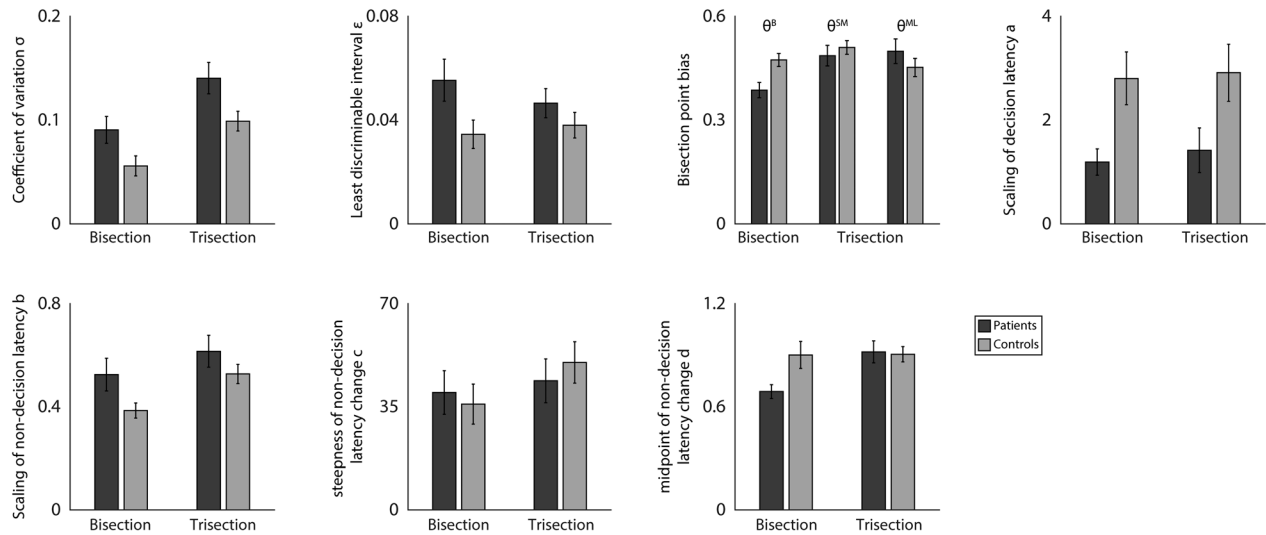 Coefficient of variation σ
0.2
0.1
0
Bisection
Trisection
Least discriminable interval ε
0.08
0.04
0
Bisection
Trisection
Bisection point bias
0.6
0.3
0
θB
θSM
θML
Bisection
Trisection
Scaling of decision latency a
4
2
0
Bisection
Trisection
Scaling of non-decision latency b
0.8
0.4
0
Bisection
Trisection
steepness of non-decision
latency change c
70
35
0
Bisection
Trisection
midpoint of non-decision
latency change d
1.2
0.6
0
Bisection
Trisection
Patients
Controls